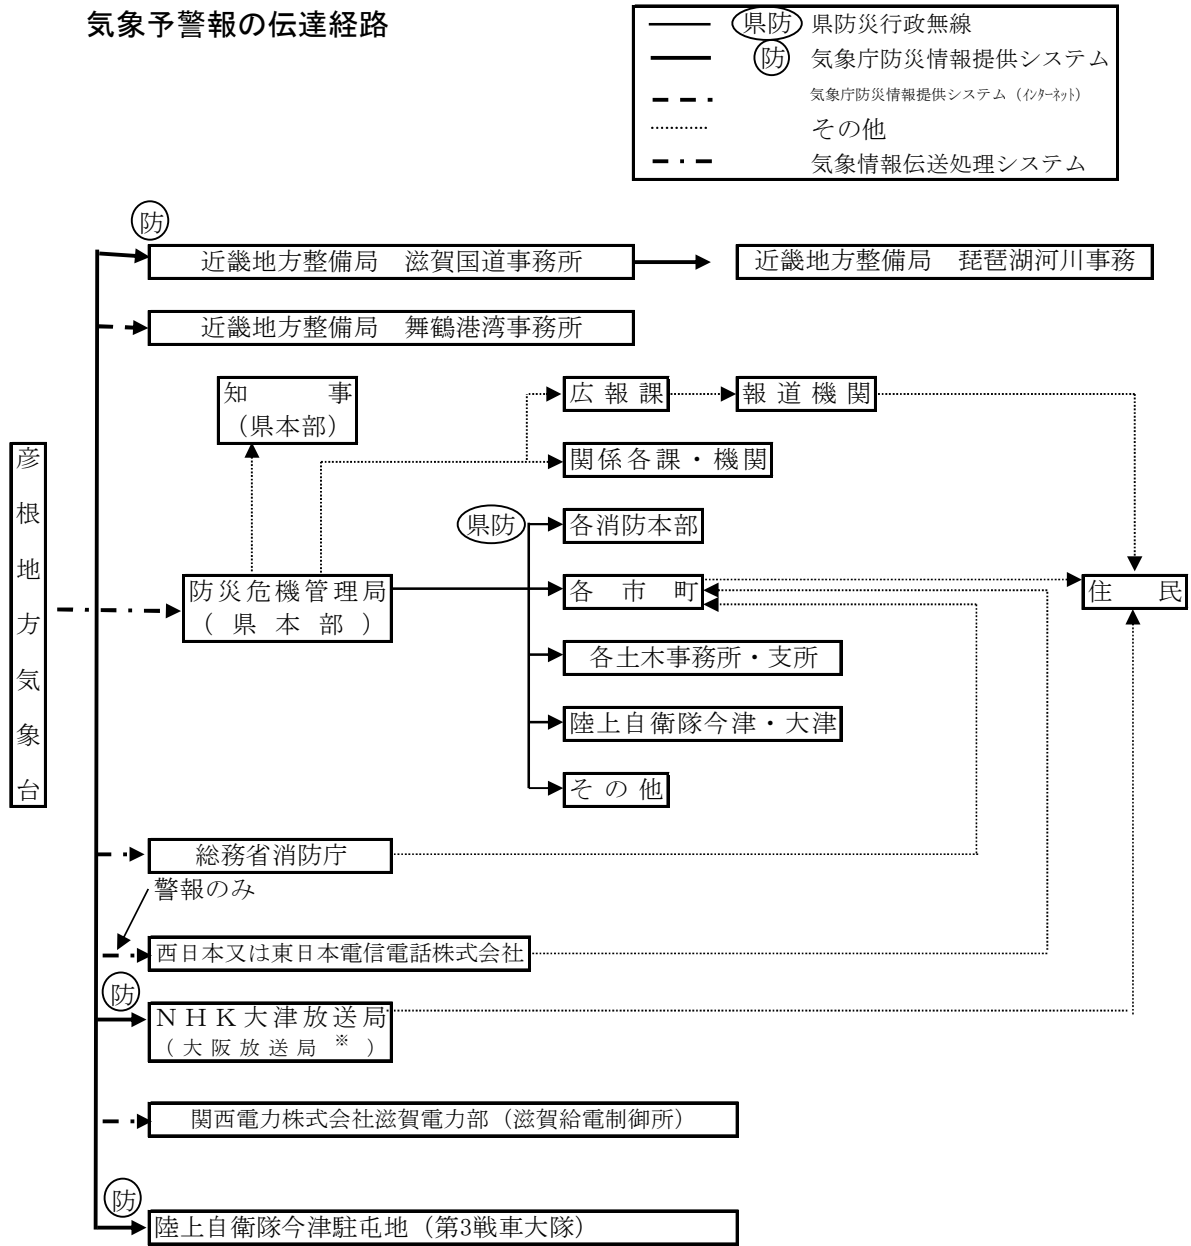 気象予警報の伝達経路
県防 県防災行政無線
防 気象庁防災情報提供システム
気象庁防災情報提供システム（ｲﾝﾀｰﾈｯﾄ）
その他
気象情報伝送処理システム
防
近畿地方整備局　滋賀国道事務所
近畿地方整備局　琵琶湖河川事務
近畿地方整備局　舞鶴港湾事務所
知　　　事
（県本部）
広報課
報道機関
関係各課・機関
彦根地方気象台
県防
各消防本部
防災危機管理局
（県本部）
各　市　町
住　　民
各土木事務所・支所
陸上自衛隊今津・大津
その他
総務省消防庁
警報のみ
西日本又は東日本電信電話株式会社
防
ＮＨＫ大津放送局
（大阪放送局※）
関西電力株式会社滋賀電力部（滋賀給電制御所）
防
陸上自衛隊今津駐屯地（第3戦車大隊）